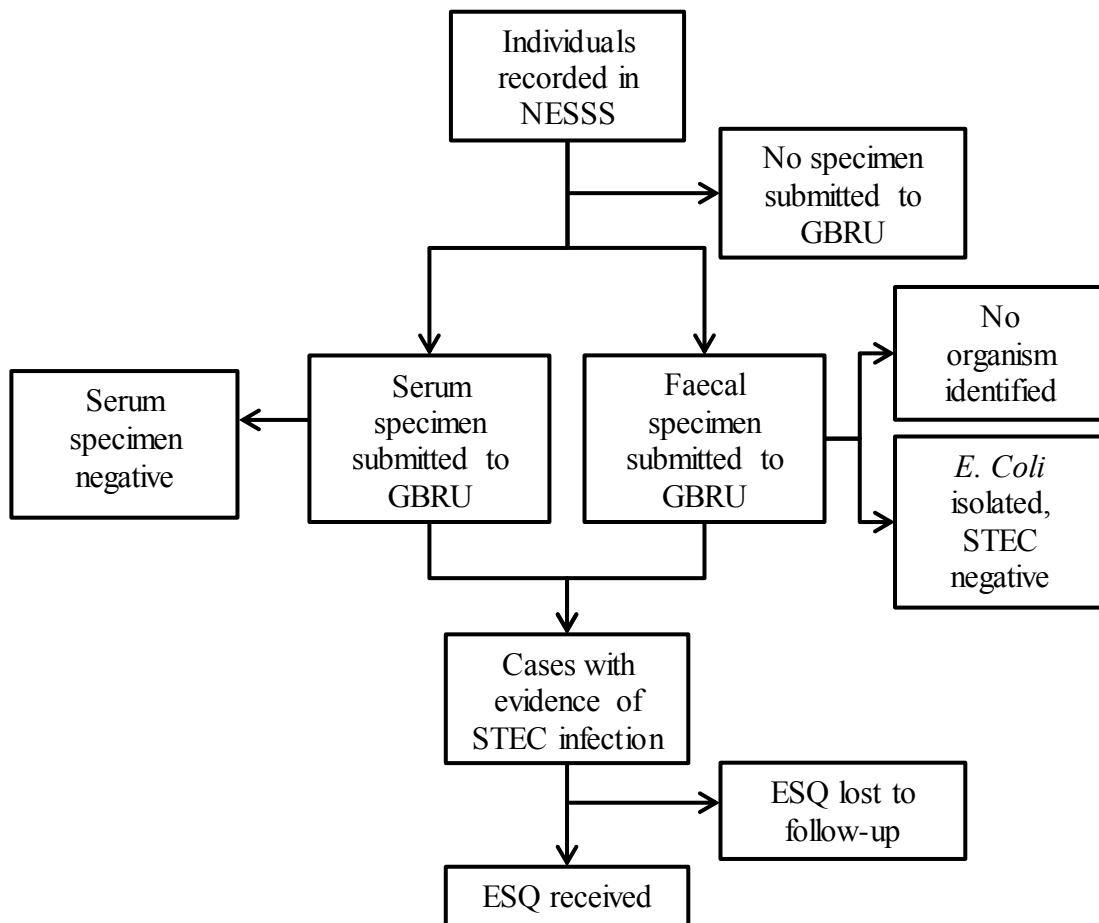 Individuals
recorded in
NESSS
No specimen
submitted to
GBRU
Serum
specimen
negative
Serum
specimen
submitted to
GBRU
Faecal
specimen
submitted to
GBRU
No
organism
identified
E. Coli
isolated,
STEC
negative
Cases with
evidence of
STEC infection
ESQ lost to
follow-up
ESQ received